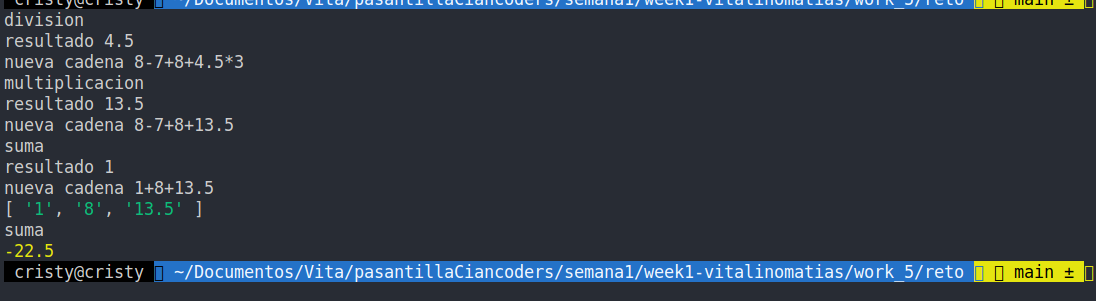 cristy@cristy ~/Documentos/Vita/pasantillaCiancoders/semana1/week1-vitalinomatias/work_5/reto main ±
division
resultado 4.5
nueva cadena 8-7+8+4.5*3
multiplicacion
resultado 13.5
nueva cadena 8-7+8+13.5
suma
resultado 1
nueva cadena 1+8+13.5
[ '1', '8', '13.5' ]
suma
-22.5
cristy@cristy ~/Documentos/Vita/pasantillaCiancoders/semana1/week1-vitalinomatias/work_5/reto main ±